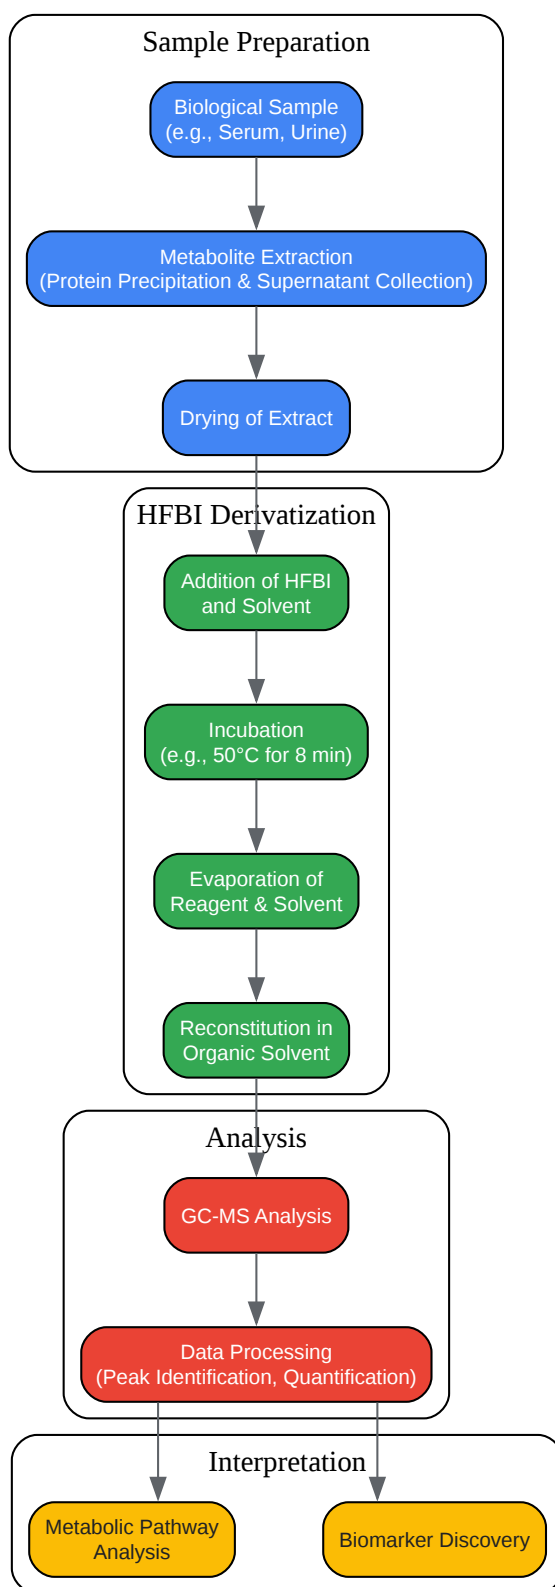 Sample Preparation
Biological Sample
(e.g., Serum, Urine)
Metabolite Extraction
(Protein Precipitation & Supernatant Collection)
Drying of Extract
HFBI Derivatization
Addition of HFBI
and Solvent
Incubation
(e.g., 50°C for 8 min)
Evaporation of
Reagent & Solvent
Reconstitution in
Organic Solvent
Analysis
GC-MS Analysis
Data Processing
(Peak Identification, Quantification)
Interpretation
Metabolic Pathway
Analysis
Biomarker Discovery